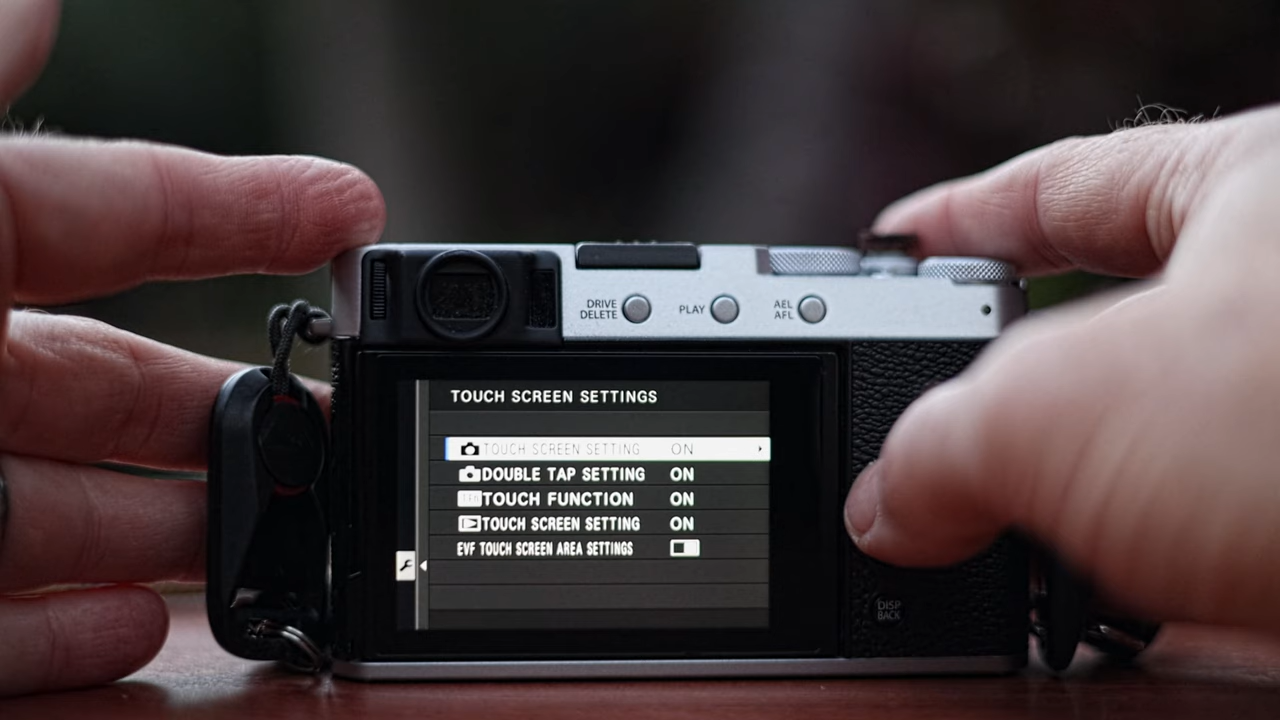 DRIVE
DELETE
PLAY
AEL
AFL
TOUCH SCREEN SETTINGS
TOUCH SCREEN SETTING ON
DOUBLE TAP SETTING ON
TOUCH FUNCTION ON
TOUCH SCREEN SETTING ON
EVF TOUCH SCREEN AREA SETTINGS
DISP
BACK